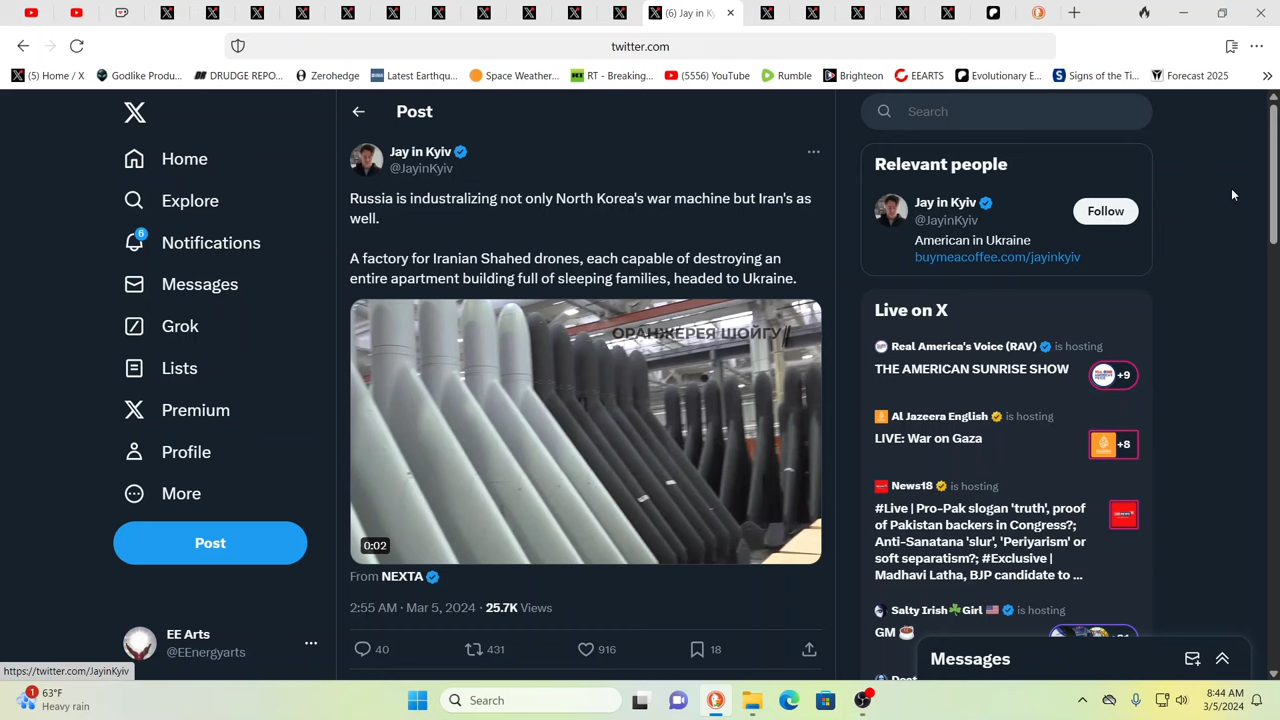 (6) Jay in Ky
twitter.com
(5) Home / X
Godlike Produ...
DRUDGE REPO...
Zerohedge
Latest Earthqu...
Space Weather...
RT - Breaking...
(5556) YouTube
Rumble
Brighteon
EEARTS
Evolutionary E...
Signs of the Ti...
Forecast 2025
Home
Explore
6
Notifications
Messages
Grok
Lists
Premium
Profile
More
Post
EE Arts
@EEnergyarts
https://twitter.com/JayinKyiv
Post
Jay in Kyiv
@JayinKyiv
Russia is industralizing not only North Korea's war machine but Iran's as
well.
A factory for Iranian Shahed drones, each capable of destroying an
entire apartment building full of sleeping families, headed to Ukraine.
ОРАНЖЕРЕЯ ШОЙГУ//
0:02
From NEXTA
2:55 AM · Mar 5, 2024 · 25.7K Views
40
431
916
18
Search
Relevant people
Jay in Kyiv
@JayinKyiv
Follow
American in Ukraine
buymeacoffee.com/jayinkyiv
Live on X
Real America's Voice (RAV) is hosting
THE AMERICAN SUNRISE SHOW
+9
Al Jazeera English is hosting
LIVE: War on Gaza
+8
News18 is hosting
#Live | Pro-Pak slogan 'truth', proof
of Pakistan backers in Congress?;
Anti-Sanatana 'slur', 'Periyarism' or
soft separatism?; #Exclusive |
Madhavi Latha, BJP candidate to ...
Salty Irish Girl is hosting
GM
Messages
1
63°F
Heavy rain
Search
8:44 AM
3/5/2024